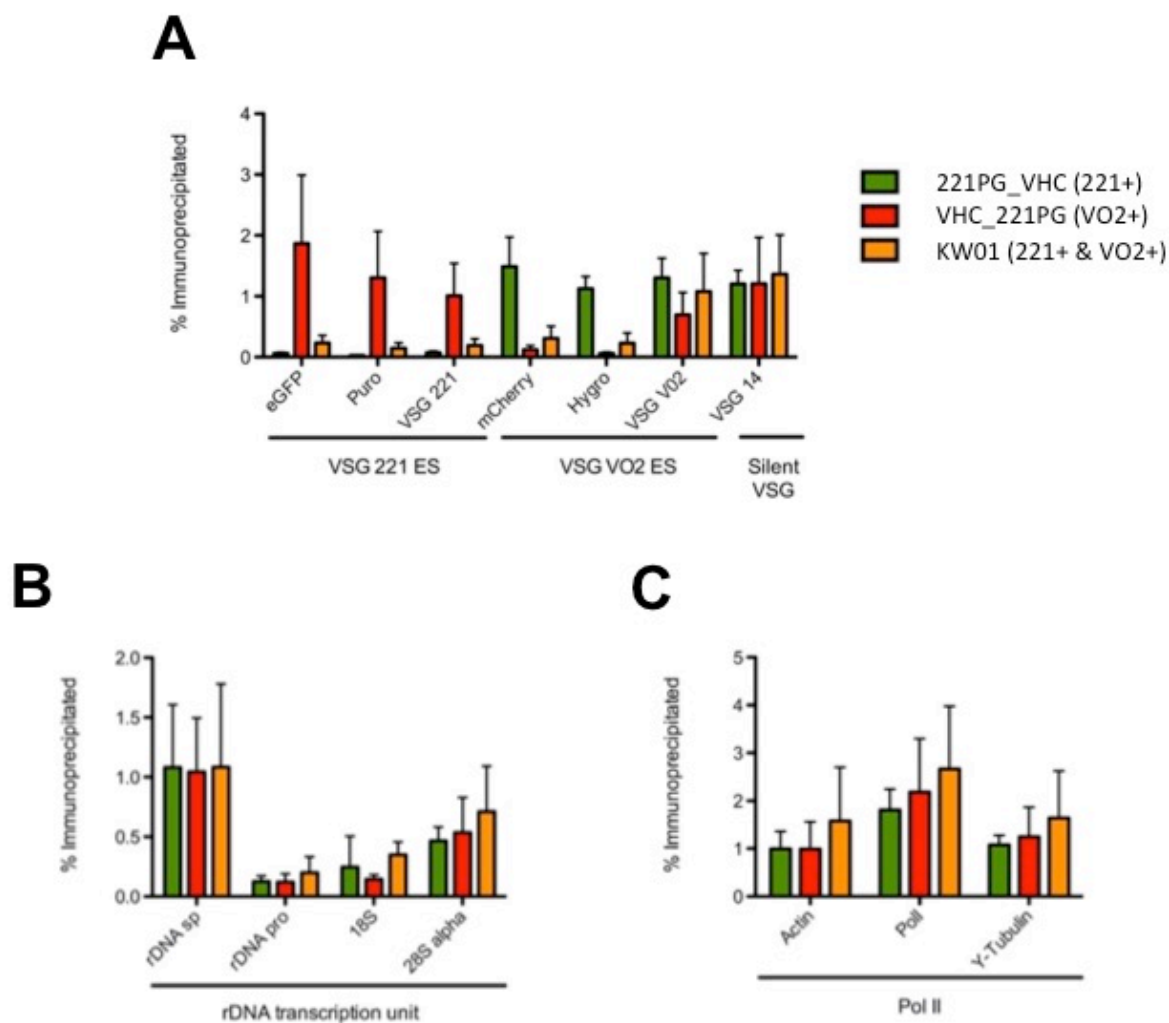 A
% Immunoprecipitated
4
3
2
1
0
eGFP
Puro
VSG 221
mCherry
Hygro
VSG V02
VSG 14
VSG 221 ES
VSG VO2 ES
Silent
VSG
221PG_VHC (221+)
VHC_221PG (VO2+)
KW01 (221+ & VO2+)
B
% Immunoprecipitated
2.0
1.5
1.0
0.5
0.0
rDNA sp
rDNA pro
18S
28S alpha
rDNA transcription unit
C
% Immunoprecipitated
5
4
3
2
1
0
Actin
PolI
Y-Tubulin
Pol II